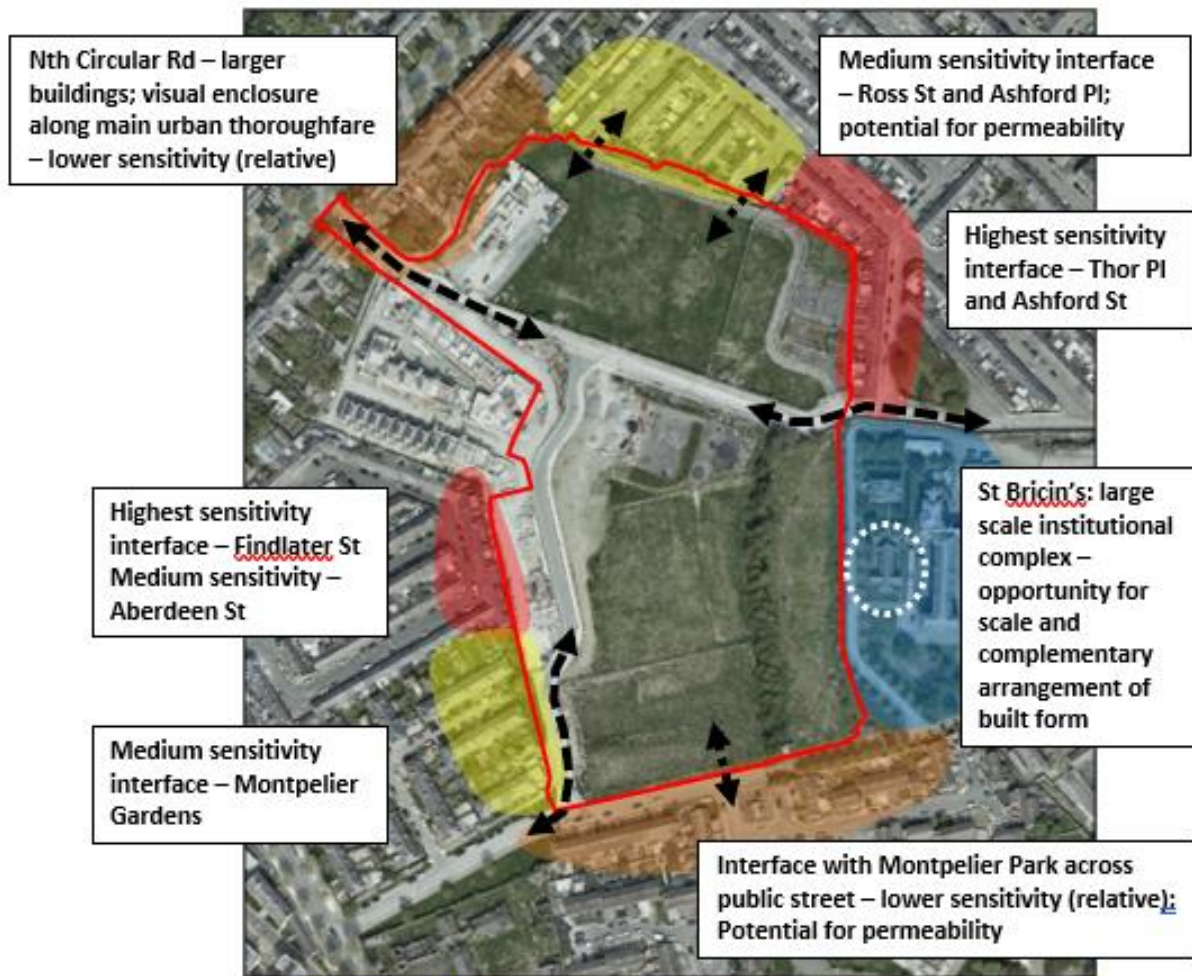 Nth Circular Rd – larger
buildings; visual enclosure
along main urban thoroughfare
– lower sensitivity (relative)
Medium sensitivity interface
– Ross St and Ashford Pl;
potential for permeability
Highest sensitivity
interface – Thor Pl
and Ashford St
Highest sensitivity
interface – Findlater St
Medium sensitivity –
Aberdeen St
St Bricin’s: large
scale institutional
complex –
opportunity for
scale and
complementary
arrangement of
built form
Medium sensitivity
interface – Montpelier
Gardens
Interface with Montpelier Park across
public street – lower sensitivity (relative);
Potential for permeability